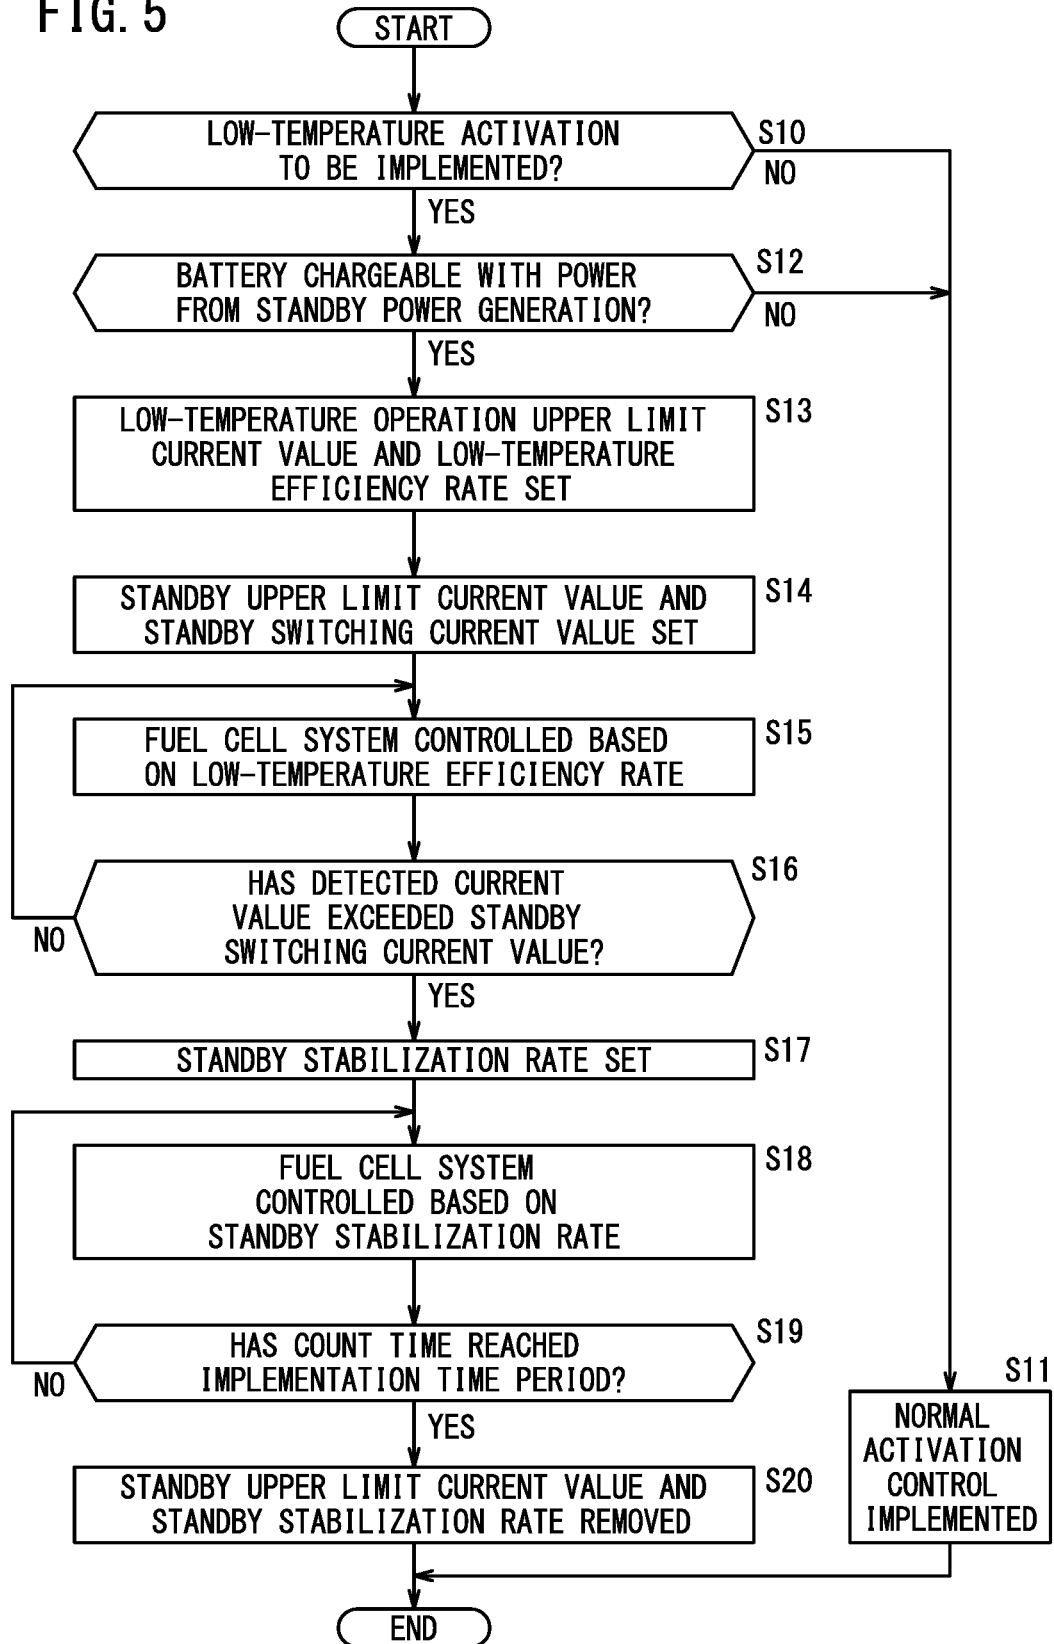 FIG. 5
START
LOW-TEMPERATURE ACTIVATION
TO BE IMPLEMENTED?
S10
NO
YES
BATTERY CHARGEABLE WITH POWER
FROM STANDBY POWER GENERATION?
S12
NO
YES
LOW-TEMPERATURE OPERATION UPPER LIMIT
CURRENT VALUE AND LOW-TEMPERATURE
EFFICIENCY RATE SET
S13
STANDBY UPPER LIMIT CURRENT VALUE AND
STANDBY SWITCHING CURRENT VALUE SET
S14
FUEL CELL SYSTEM CONTROLLED BASED
ON LOW-TEMPERATURE EFFICIENCY RATE
S15
HAS DETECTED CURRENT
VALUE EXCEEDED STANDBY
SWITCHING CURRENT VALUE?
S16
NO
YES
STANDBY STABILIZATION RATE SET
S17
FUEL CELL SYSTEM
CONTROLLED BASED ON
STANDBY STABILIZATION RATE
S18
HAS COUNT TIME REACHED
IMPLEMENTATION TIME PERIOD?
S19
NO
YES
STANDBY UPPER LIMIT CURRENT VALUE AND
STANDBY STABILIZATION RATE REMOVED
S20
S11
NORMAL
ACTIVATION
CONTROL
IMPLEMENTED
END